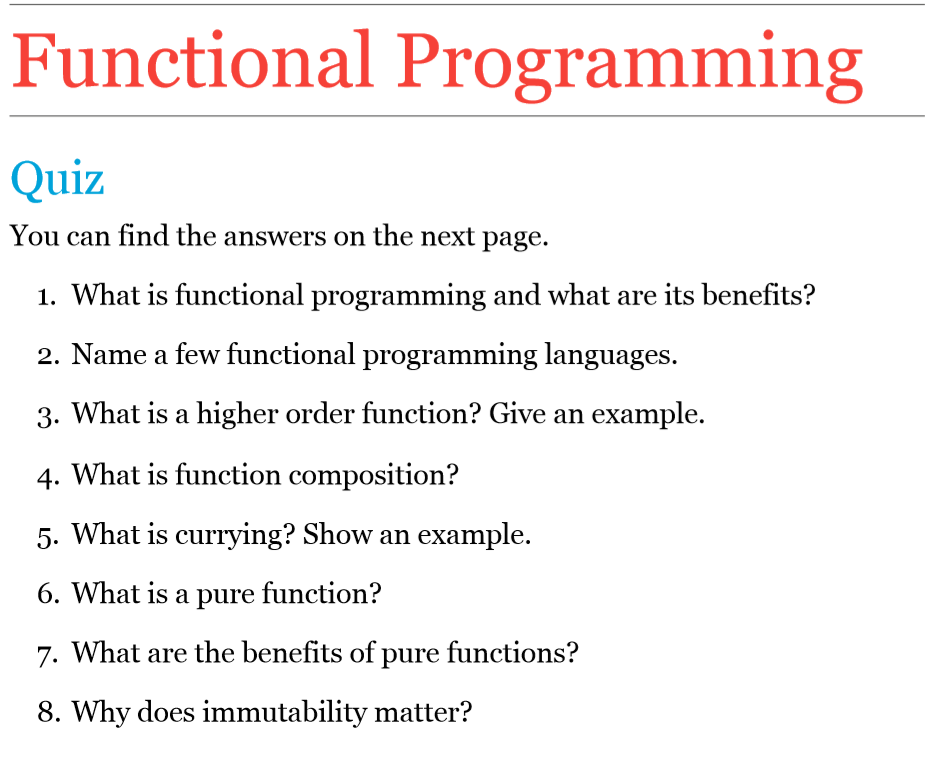 Functional Programming
Quiz
You can find the answers on the next page.
1. What is functional programming and what are its benefits?
2. Name a few functional programming languages.
3. What is a higher order function? Give an example.
4. What is function composition?
5. What is currying? Show an example.
6. What is a pure function?
7. What are the benefits of pure functions?
8. Why does immutability matter?